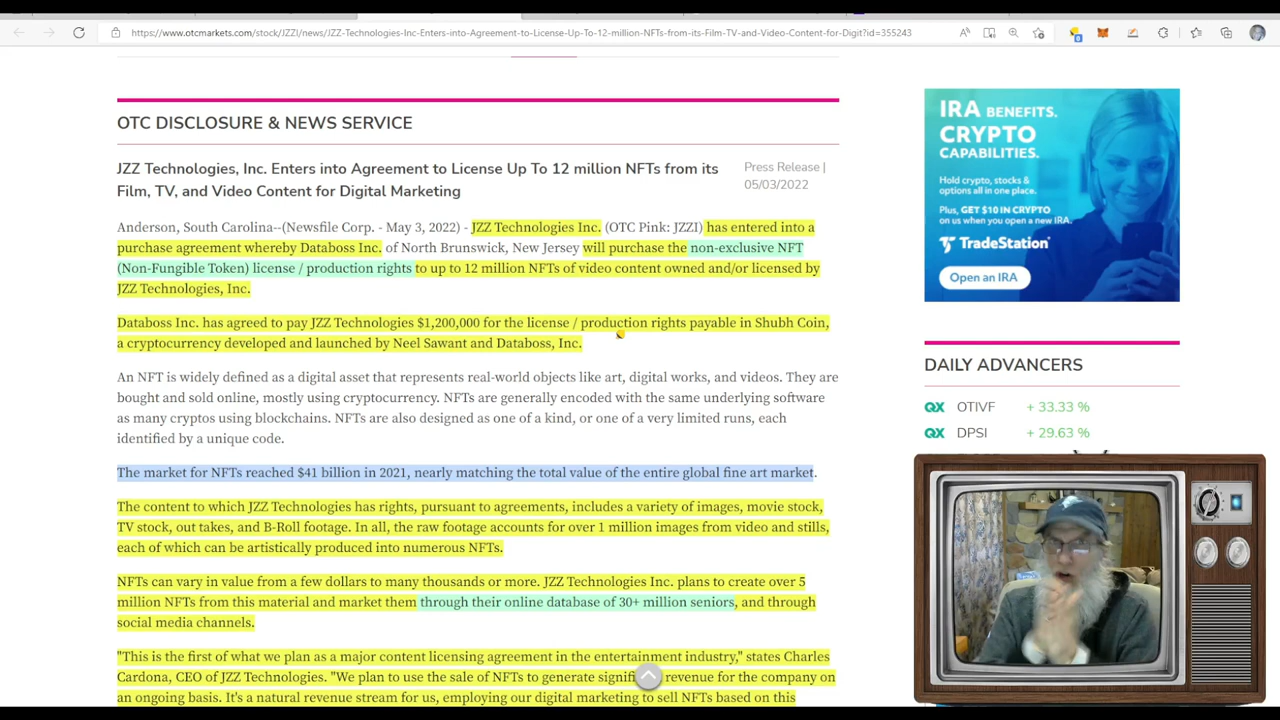 https://www.otcmarkets.com/stock/JZZI/news/JZZ-Technologies-Inc-Enters-into-Agreement-to-License-Up-To-12-million-NFTs-from-its-Film-TV-and-Video-Content-for-Digit?id=355243
OTC DISCLOSURE & NEWS SERVICE
JZZ Technologies, Inc. Enters into Agreement to License Up To 12 million NFTs from its
Film, TV, and Video Content for Digital Marketing
Press Release |
05/03/2022
Anderson, South Carolina--(Newsfile Corp. - May 3, 2022) - JZZ Technologies Inc. (OTC Pink: JZZI) has entered into a
purchase agreement whereby Databoss Inc. of North Brunswick, New Jersey will purchase the non-exclusive NFT
(Non-Fungible Token) license / production rights to up to 12 million NFTs of video content owned and/or licensed by
JZZ Technologies, Inc.
Databoss Inc. has agreed to pay JZZ Technologies $1,200,000 for the license / production rights payable in Shubh Coin,
a cryptocurrency developed and launched by Neel Sawant and Databoss, Inc.
An NFT is widely defined as a digital asset that represents real-world objects like art, digital works, and videos. They are
bought and sold online, mostly using cryptocurrency. NFTs are generally encoded with the same underlying software
as many cryptos using blockchains. NFTs are also designed as one of a kind, or one of a very limited runs, each
identified by a unique code.
The market for NFTs reached $41 billion in 2021, nearly matching the total value of the entire global fine art market.
The content to which JZZ Technologies has rights, pursuant to agreements, includes a variety of images, movie stock,
TV stock, out takes, and B-Roll footage. In all, the raw footage accounts for over 1 million images from video and stills,
each of which can be artistically produced into numerous NFTs.
NFTs can vary in value from a few dollars to many thousands or more. JZZ Technologies Inc. plans to create over 5
million NFTs from this material and market them through their online database of 30+ million seniors, and through
social media channels.
"This is the first of what we plan as a major content licensing agreement in the entertainment industry," states Charles
Cardona, CEO of JZZ Technologies. "We plan to use the sale of NFTs to generate revenue for the company on
an ongoing basis. It's a natural revenue stream for us, employing our digital marketing to sell NFTs based on this
IRA BENEFITS.
CRYPTO
CAPABILITIES.
Hold crypto, stocks &
options all in one place.
Plus, GET $10 IN CRYPTO
on us when you open a new IRA.
TradeStation
Open an IRA
DAILY ADVANCERS
QX OTIVF + 33.33 %
QX DPSI + 29.63 %